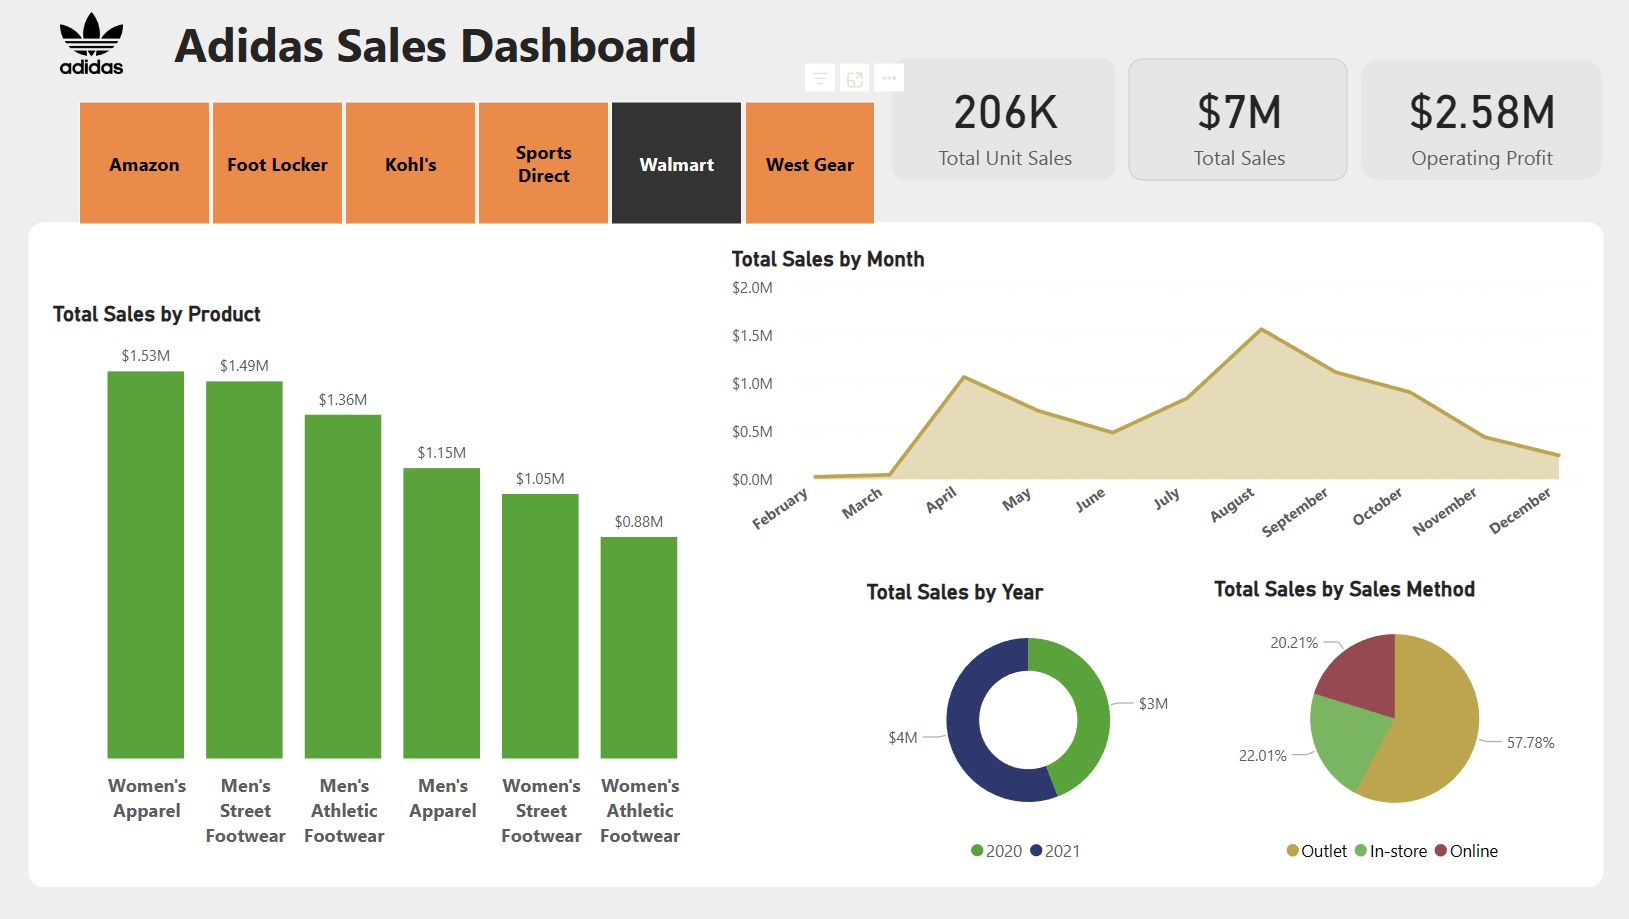 adidas
Adidas Sales Dashboard
Amazon
Foot Locker
Kohl's
Sports
Direct
Walmart
West Gear
206K
Total Unit Sales
$7M
Total Sales
$2.58M
Operating Profit
Total Sales by Product
$1.53M
$1.49M
$1.36M
$1.15M
$1.05M
$0.88M
Women's
Apparel
Men's
Street
Footwear
Men's
Athletic
Footwear
Men's
Apparel
Women's
Street
Footwear
Women's
Athletic
Footwear
Total Sales by Month
$2.0M
$1.5M
$1.0M
$0.5M
$0.0M
February
March
April
May
June
July
August
September
October
November
December
Total Sales by Year
$3M
$4M
2020 2021
Total Sales by Sales Method
20.21%
22.01%
57.78%
Outlet In-store Online